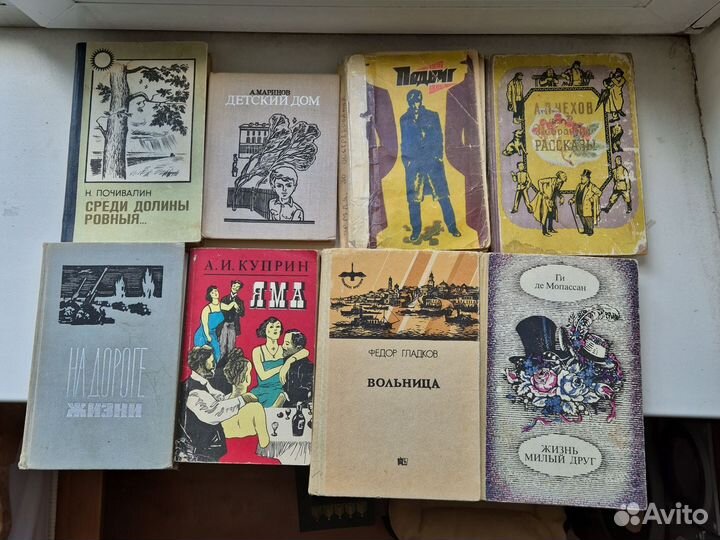 Н. ПОЧИВАЛИН
СРЕДИ ДОЛИНЫ
РОВНЫЯ...
А. МАРИНОВ
ДЕТСКИЙ ДОМ
Подвиг
А.П. ЧЕХОВ
Избранные
РАССКАЗЫ
НА ДОРОГЕ
ЖИЗНИ
А. И. КУПРИН
ЯМА
ФЕДОР ГЛАДКОВ
ВОЛЬНИЦА
Ги
де Мопассан
ЖИЗНЬ
МИЛЫЙ ДРУГ
Avito